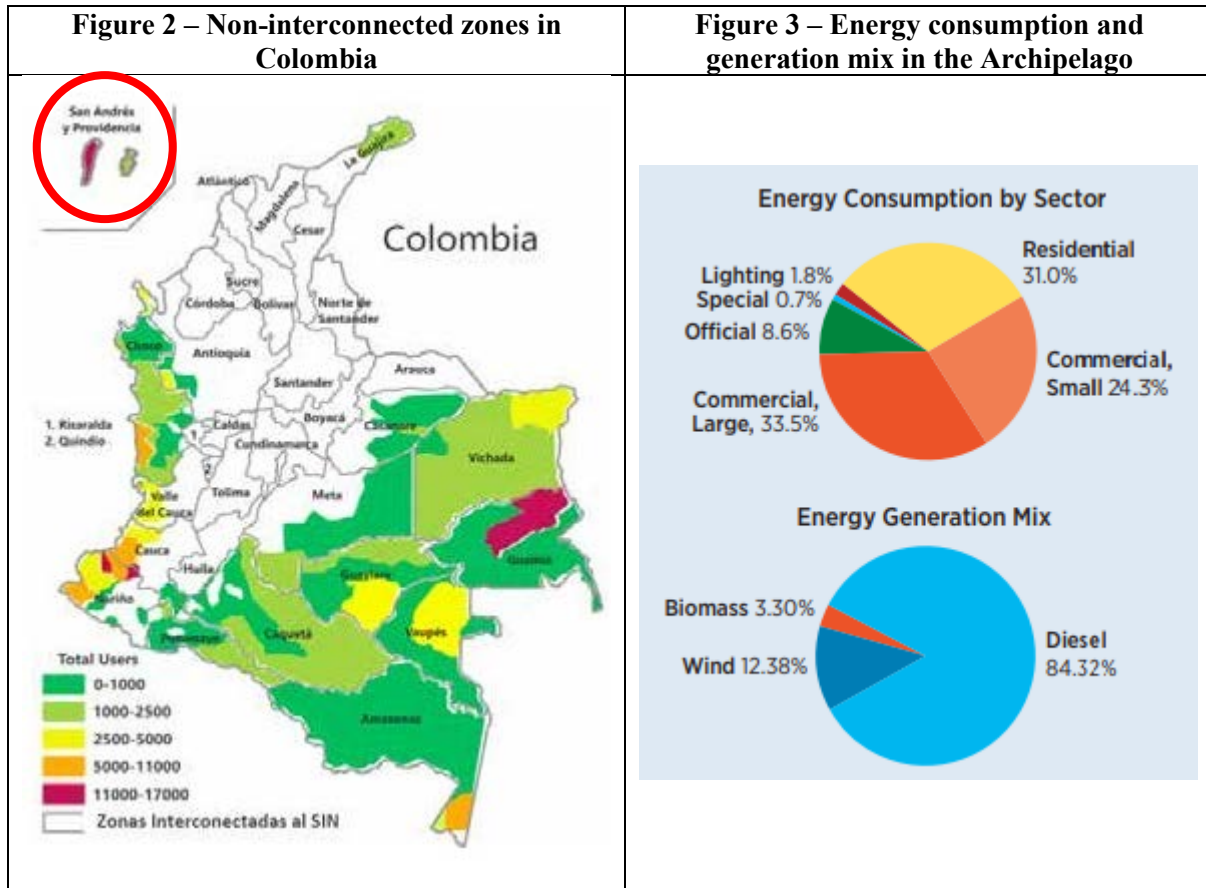 Figure 2 – Non-interconnected zones in
Colombia
San Andrés
y Providencia
La Guajira
Atlántico
Magdalena
Cesar
Colombia
Sucre
Córdoba
Bolívar
Norte de
Santander
Chocó
Antioquia
Santander
Arauca
1. Risaralda
2. Quindio
Caldas
Boyacá
Casanare
1
Cundinamarca
2
Vichada
Valle
del Cauca
Tolima
Meta
Cauca
Huila
Guainía
Guaviare
Nariño
Putumayo
Caquetá
Vaupés
Amazonas
Total Users
0-1000
1000-2500
2500-5000
5000-11000
11000-17000
Zonas Interconectadas al SIN
Figure 3 – Energy consumption and
generation mix in the Archipelago
Energy Consumption by Sector
Residential
31.0%
Lighting 1.8%
Special 0.7%
Official 8.6%
Commercial,
Small 24.3%
Commercial,
Large, 33.5%
Energy Generation Mix
Biomass 3.30%
Wind 12.38%
Diesel
84.32%